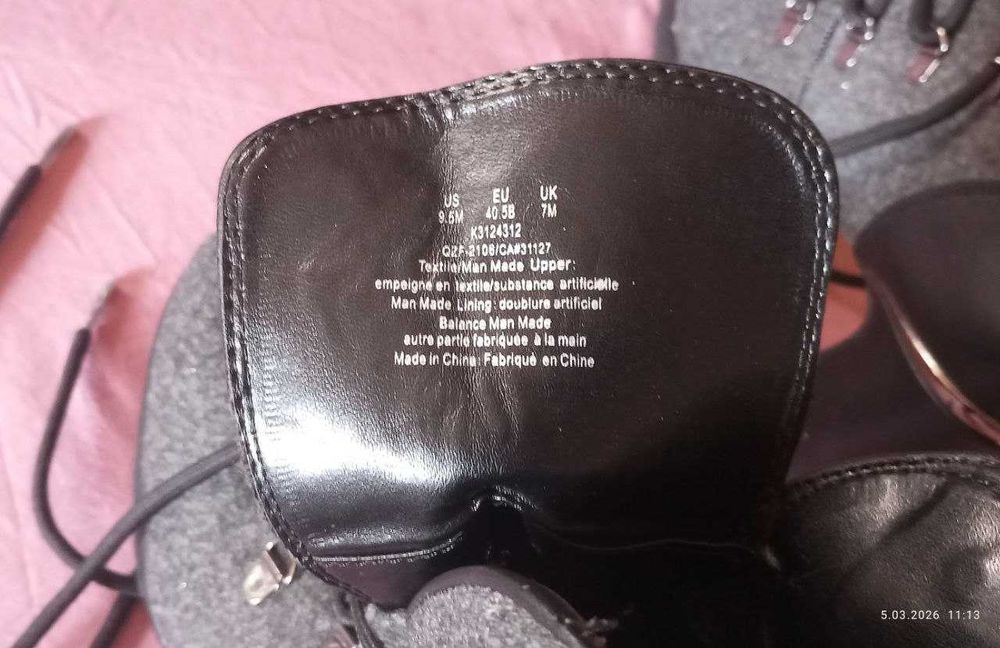 US EU UK
9.5M 40.5B 7M
K3124312
QZF-2108/CA#31127
Textile/Man Made Upper:
empeigne en textile/substance artificielle
Man Made Lining: doublure artificiel
Balance Man Made
autre partie fabriquée à la main
Made in China: Fabriqué en Chine
5.03.2026 11:13